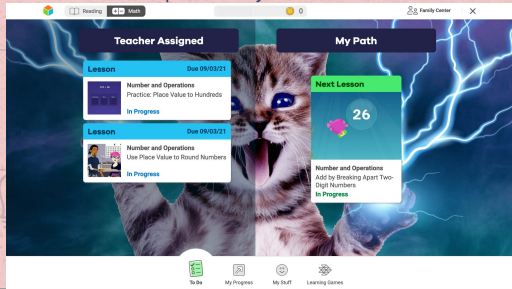 Reading
Math
0
Family Center
Teacher Assigned
My Path
Lesson
Due 09/03/21
Number and Operations
Practice: Place Value to Hundreds
In Progress
Lesson
Due 09/03/21
Number and Operations
Use Place Value to Round Numbers
In Progress
Next Lesson
26
Number and Operations
Add by Breaking Apart Two-
Digit Numbers
In Progress
To Do
My Progress
My Stuff
Learning Games